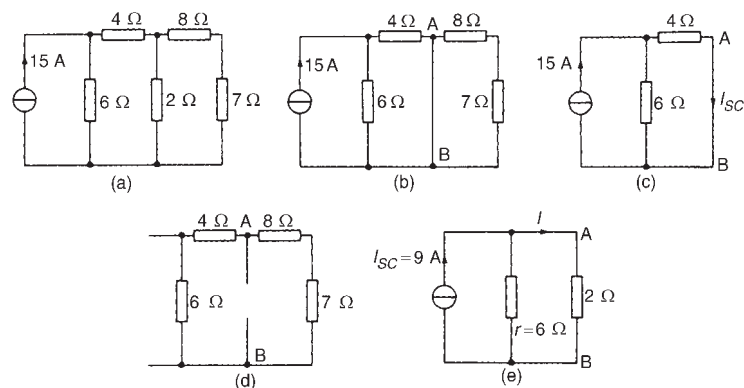 4 Ω 8 Ω
15 A
6 Ω 2 Ω 7 Ω
(a)
4 Ω A 8 Ω
15 A
6 Ω 7 Ω
B
(b)
4 Ω A
15 A
6 Ω I_SC
B
(c)
4 Ω A 8 Ω
6 Ω 7 Ω
B
(d)
I A
I_SC = 9 A
2 Ω
r = 6 Ω
B
(e)